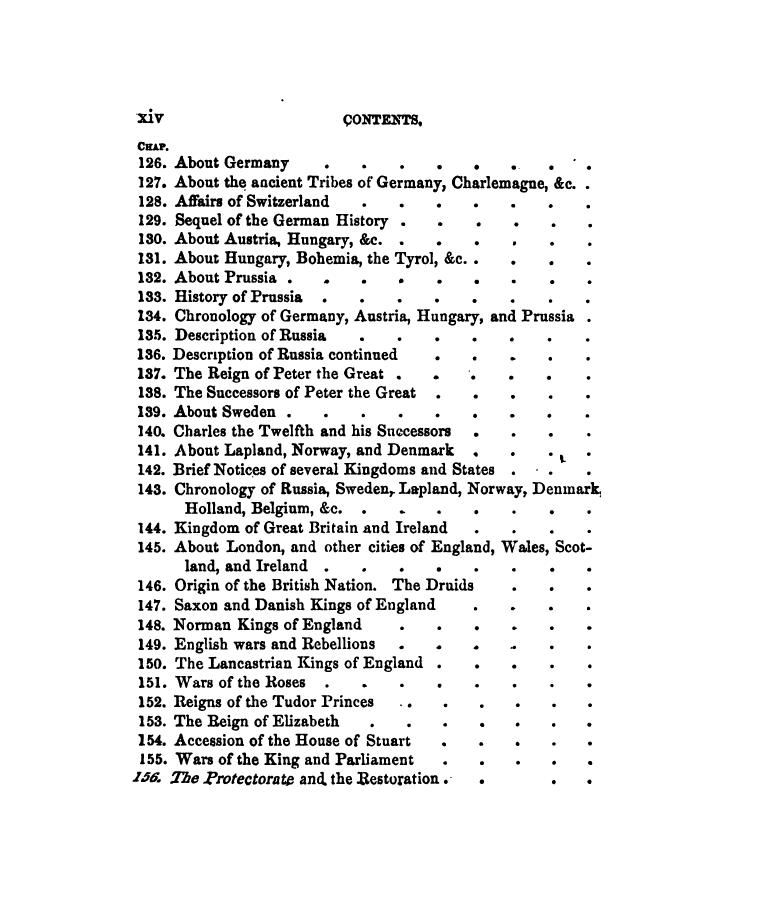 xiv CONTENTS.
CHAP.
126. About Germany . . . . . . . .
127. About the ancient Tribes of Germany, Charlemagne, &c. .
128. Affairs of Switzerland . . . . . . .
129. Sequel of the German History . . . . . .
130. About Austria, Hungary, &c. . . . . . .
131. About Hungary, Bohemia, the Tyrol, &c. . . . .
132. About Prussia . . . . . . . . .
133. History of Prussia . . . . . . . .
134. Chronology of Germany, Austria, Hungary, and Prussia .
135. Description of Russia . . . . . . .
136. Description of Russia continued . . . . .
137. The Reign of Peter the Great . . . . . .
138. The Successors of Peter the Great . . . . .
139. About Sweden . . . . . . . . .
140. Charles the Twelfth and his Successors . . . .
141. About Lapland, Norway, and Denmark . . . .
142. Brief Notices of several Kingdoms and States . . .
143. Chronology of Russia, Sweden, Lapland, Norway, Denmark,
Holland, Belgium, &c. . . . . . . .
144. Kingdom of Great Britain and Ireland . . . .
145. About London, and other cities of England, Wales, Scot-
land, and Ireland . . . . . . . .
146. Origin of the British Nation. The Druids . . .
147. Saxon and Danish Kings of England . . . .
148. Norman Kings of England . . . . . .
149. English wars and Rebellions . . . . . .
150. The Lancastrian Kings of England . . . . .
151. Wars of the Roses . . . . . . . .
152. Reigns of the Tudor Princes . . . . . .
153. The Reign of Elizabeth . . . . . . .
154. Accession of the House of Stuart . . . . .
155. Wars of the King and Parliament . . . . .
156. The Protectorate and the Restoration . . . .